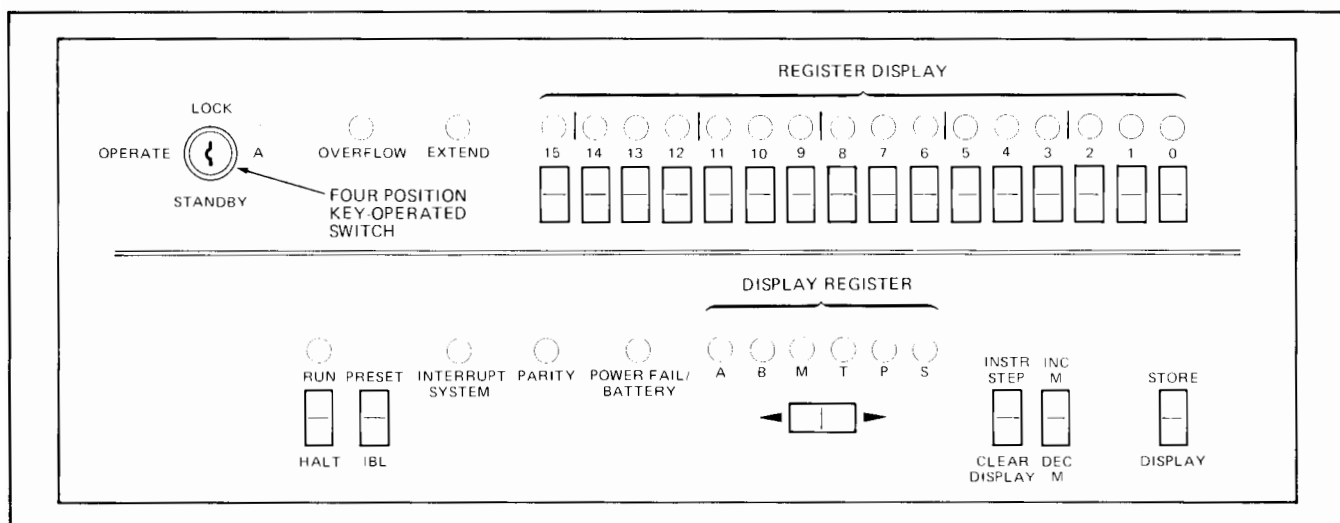 REGISTER DISPLAY
LOCK
OPERATE A OVERFLOW EXTEND
15 14 13 12 11 10 9 8 7 6 5 4 3 2 1 0
STANDBY
FOUR POSITION
KEY-OPERATED
SWITCH
DISPLAY REGISTER
A B M T P S
RUN PRESET INTERRUPT SYSTEM PARITY POWER FAIL/ BATTERY
INSTR STEP INC M STORE
HALT IBL
CLEAR DISPLAY DEC M DISPLAY